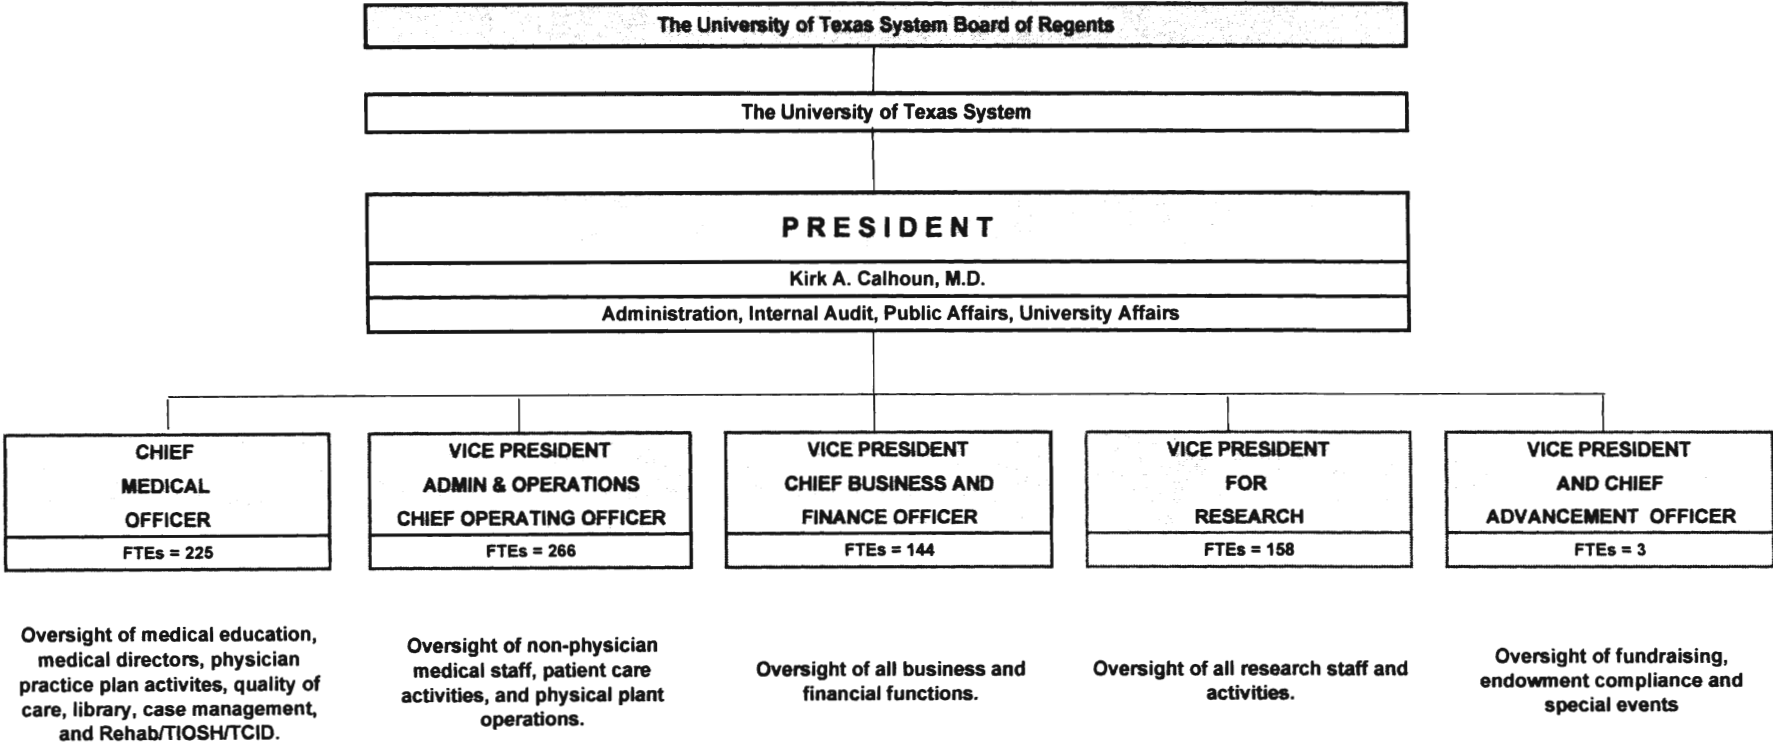 The University of Texas System Board of Regents
The University of Texas System
PRESIDENT
Kirk A. Calhoun, M.D.
Administration, Internal Audit, Public Affairs, University Affairs
CHIEF
MEDICAL
OFFICER
FTEs = 225
VICE PRESIDENT
ADMIN & OPERATIONS
CHIEF OPERATING OFFICER
FTEs = 266
VICE PRESIDENT
CHIEF BUSINESS AND
FINANCE OFFICER
FTEs = 144
VICE PRESIDENT
FOR
RESEARCH
FTEs = 158
VICE PRESIDENT
AND CHIEF
ADVANCEMENT OFFICER
FTEs = 3
Oversight of medical education,
medical directors, physician
practice plan activites, quality of
care, library, case management,
and Rehab/TIOSH/TCID.
Oversight of non-physician
medical staff, patient care
activities, and physical plant
operations.
Oversight of all business and
financial functions.
Oversight of all research staff and
activities.
Oversight of fundraising,
endowment compliance and
special events